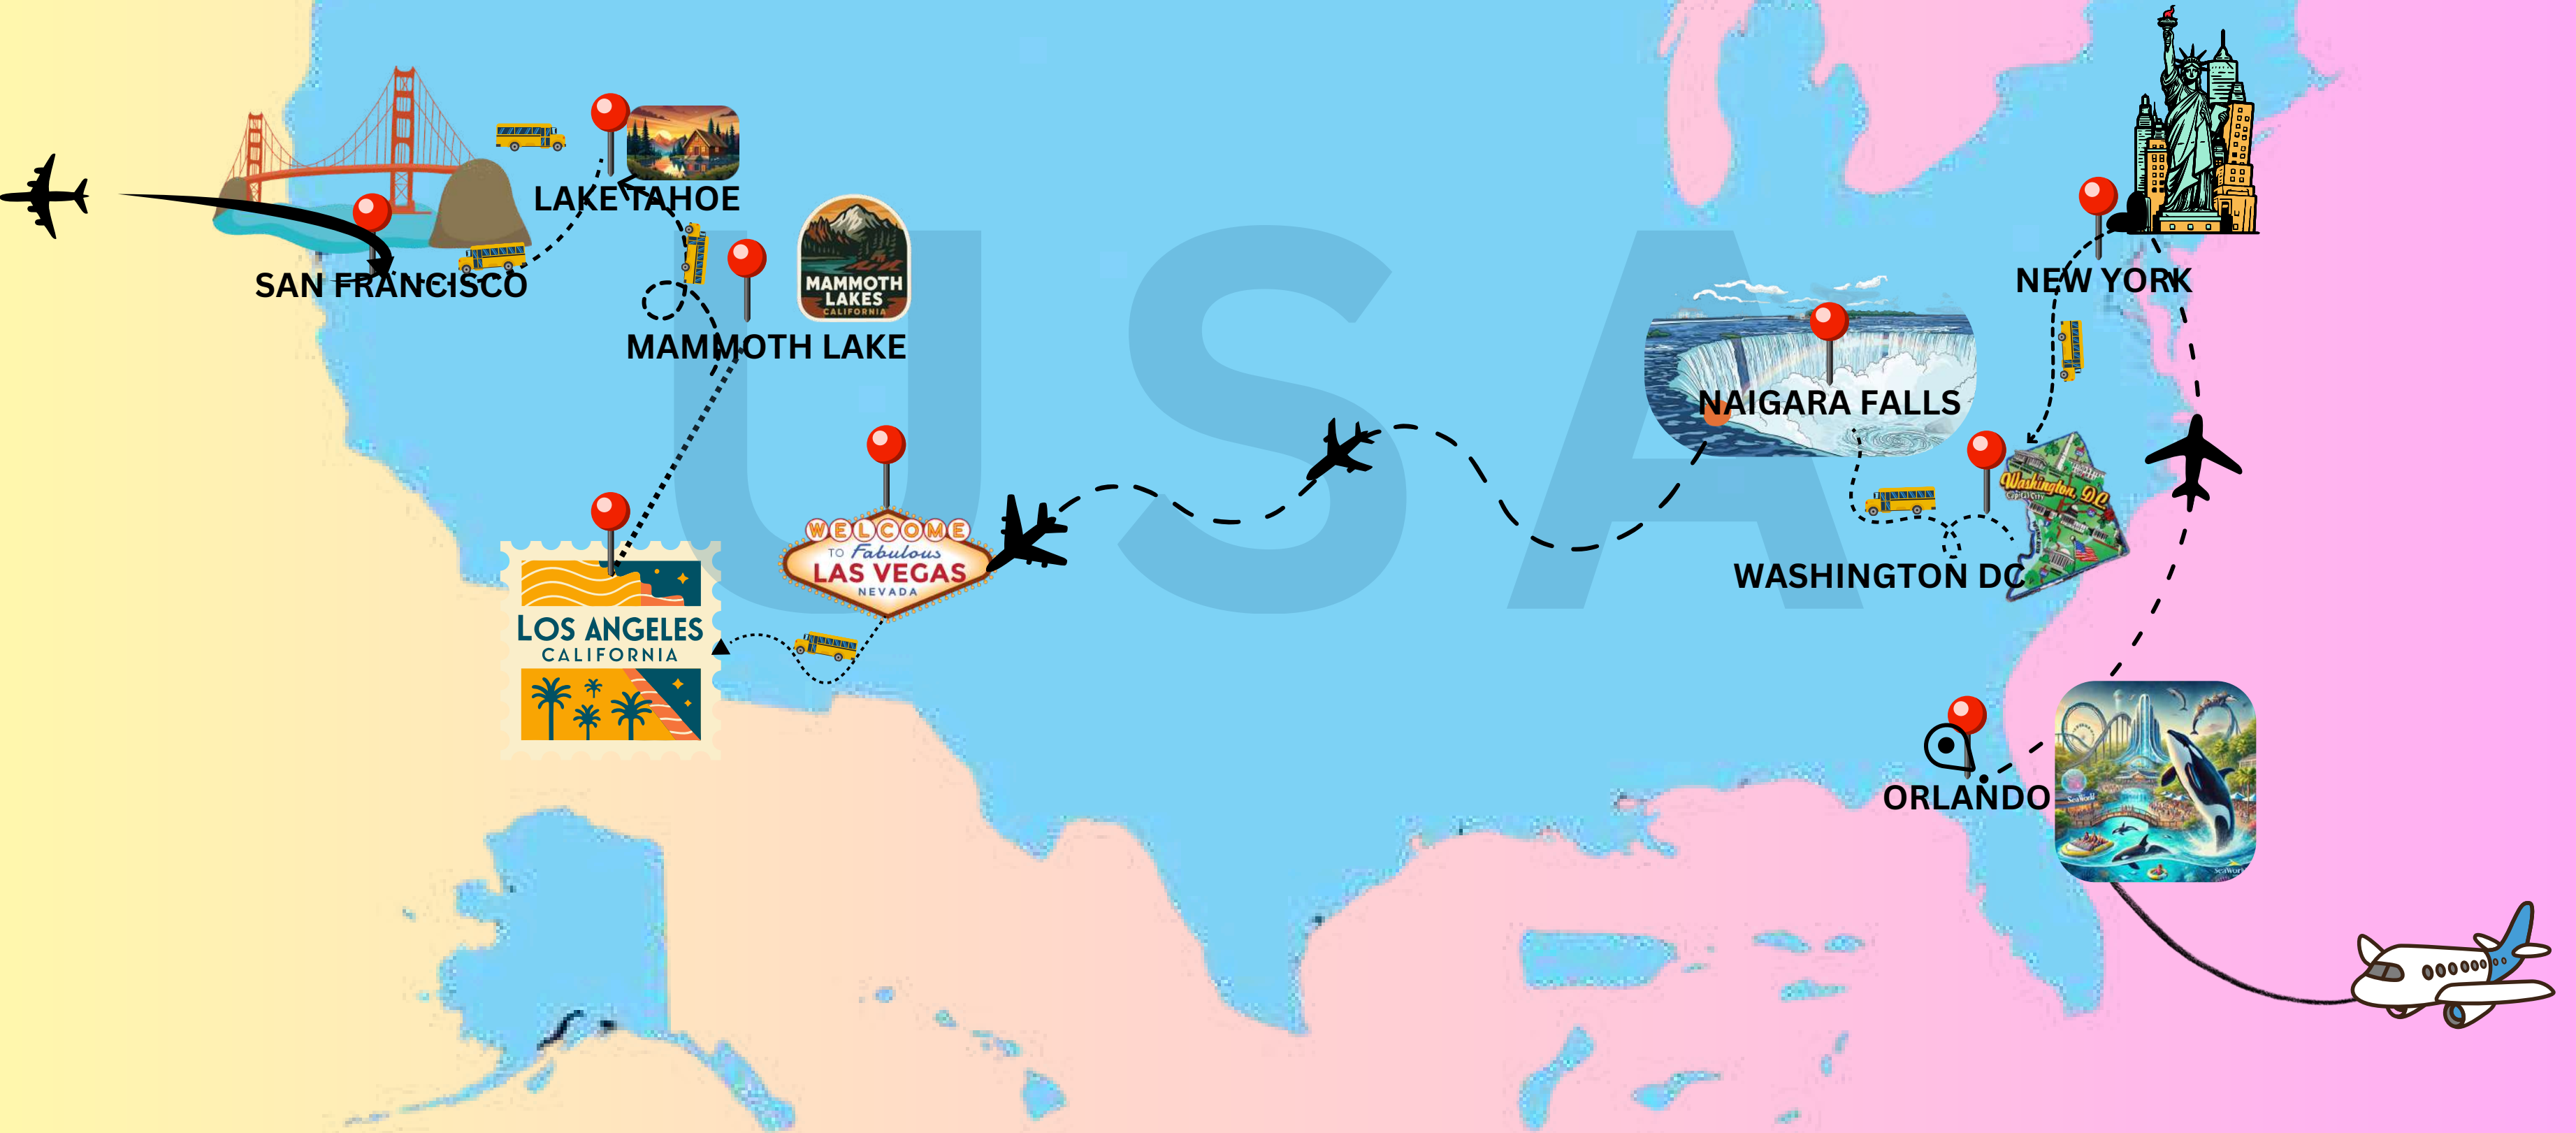 USA
SAN FRANCISCO
LAKE TAHOE
MAMMOTH
LAKES
CALIFORNIA
MAMMOTH LAKE
NEW YORK
NAIGARA FALLS
Washington, D.C.
WASHINGTON DC
WELCOME
TO Fabulous
LAS VEGAS
NEVADA
LOS ANGELES
CALIFORNIA
ORLANDO
SeaWorld